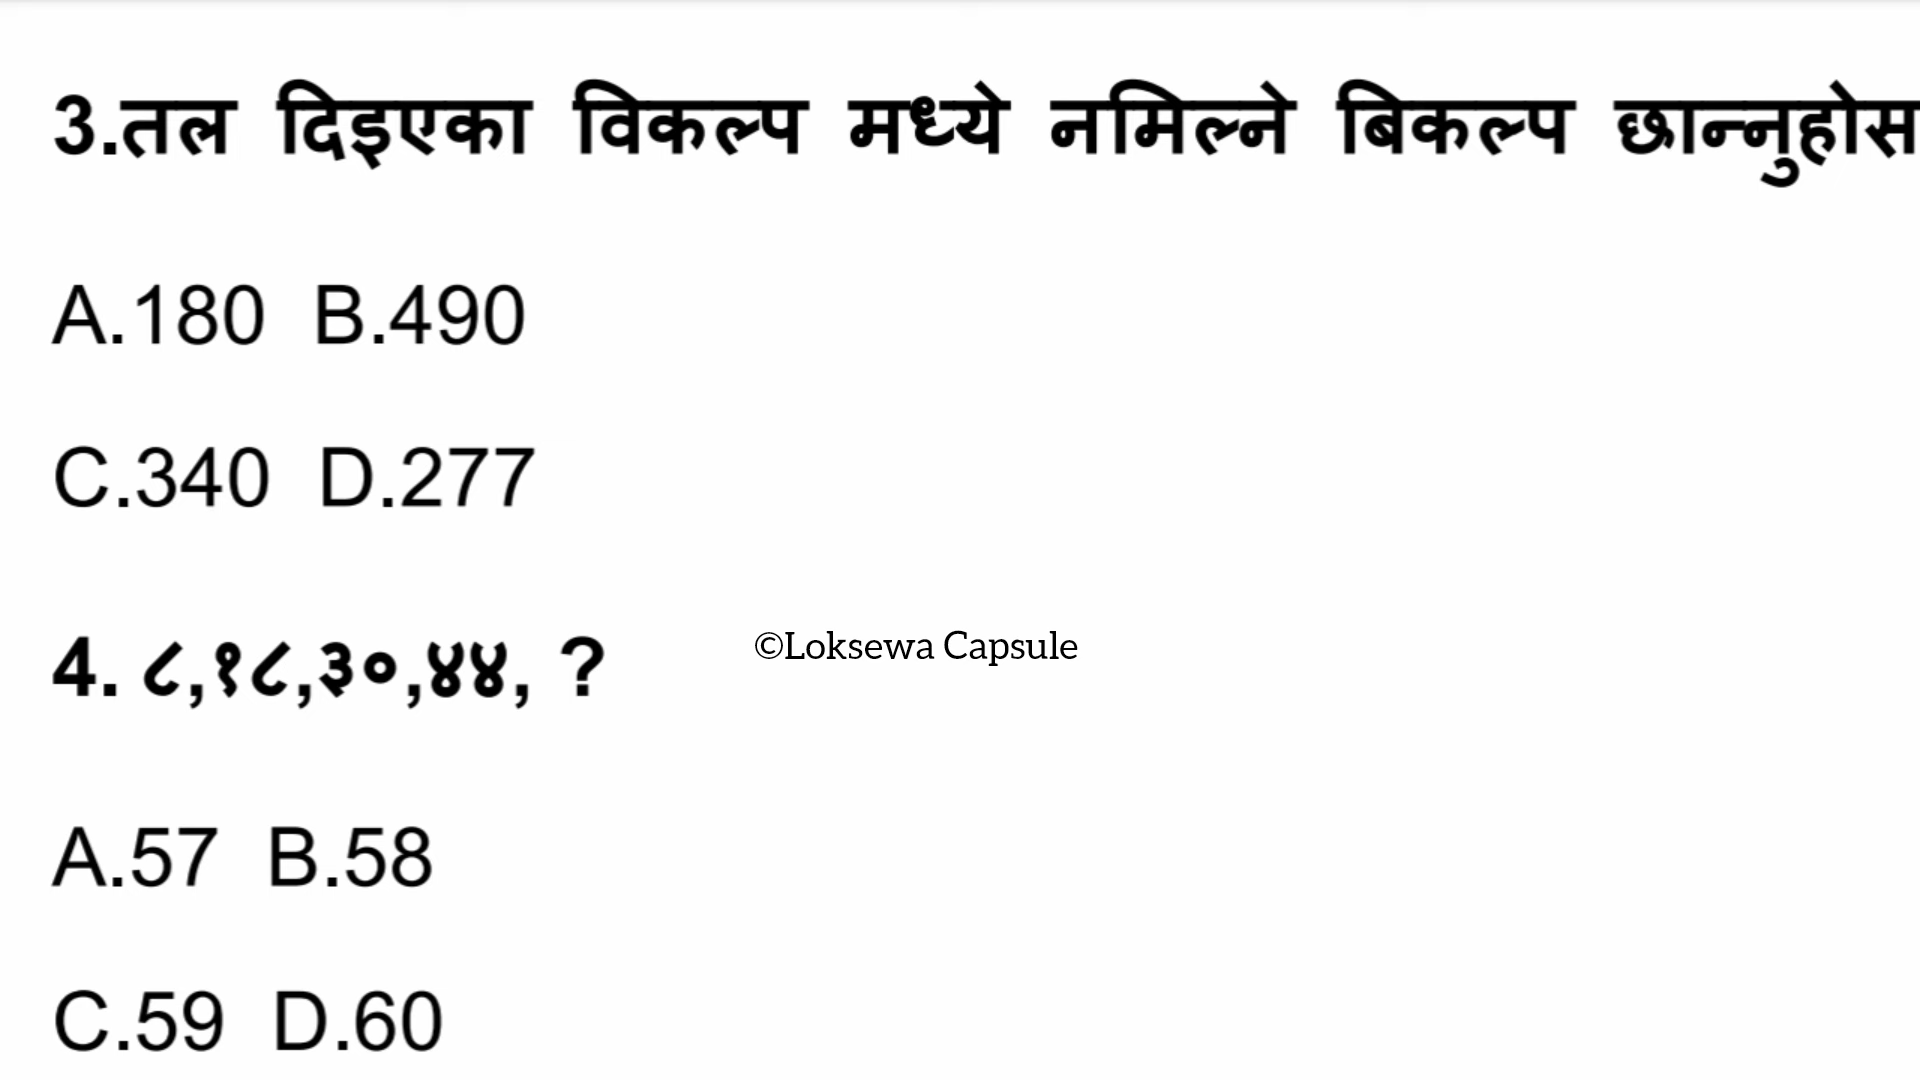 3.तल दिइएका विकल्प मध्ये नमिल्ने बिकल्प छान्नुहोस
A.180 B.490
C.340 D.277
4. ८,१८,३०,४४, ?
©Loksewa Capsule
A.57 B.58
C.59 D.60